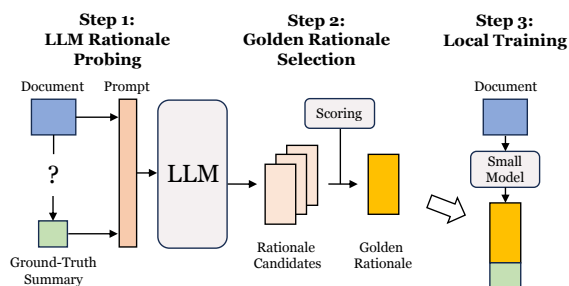 Step 1:
LLM Rationale
Probing
Step 2:
Golden Rationale
Selection
Step 3:
Local Training
Document
Prompt
?
Ground-Truth
Summary
LLM
Scoring
Rationale
Candidates
Golden
Rationale
Document
Small
Model